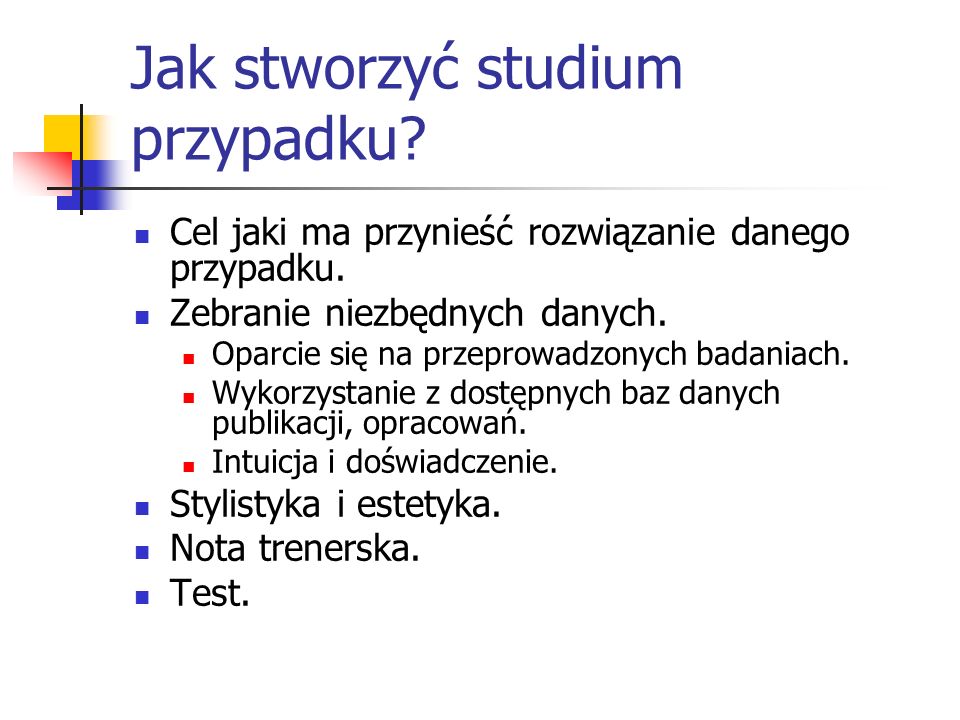 Jak stworzyć studium
przypadku?
Cel jaki ma przynieść rozwiązanie danego
przypadku.
Zebranie niezbędnych danych.
Oparcie się na przeprowadzonych badaniach.
Wykorzystanie z dostępnych baz danych
publikacji, opracowań.
Intuicja i doświadczenie.
Stylistyka i estetyka.
Nota trenerska.
Test.